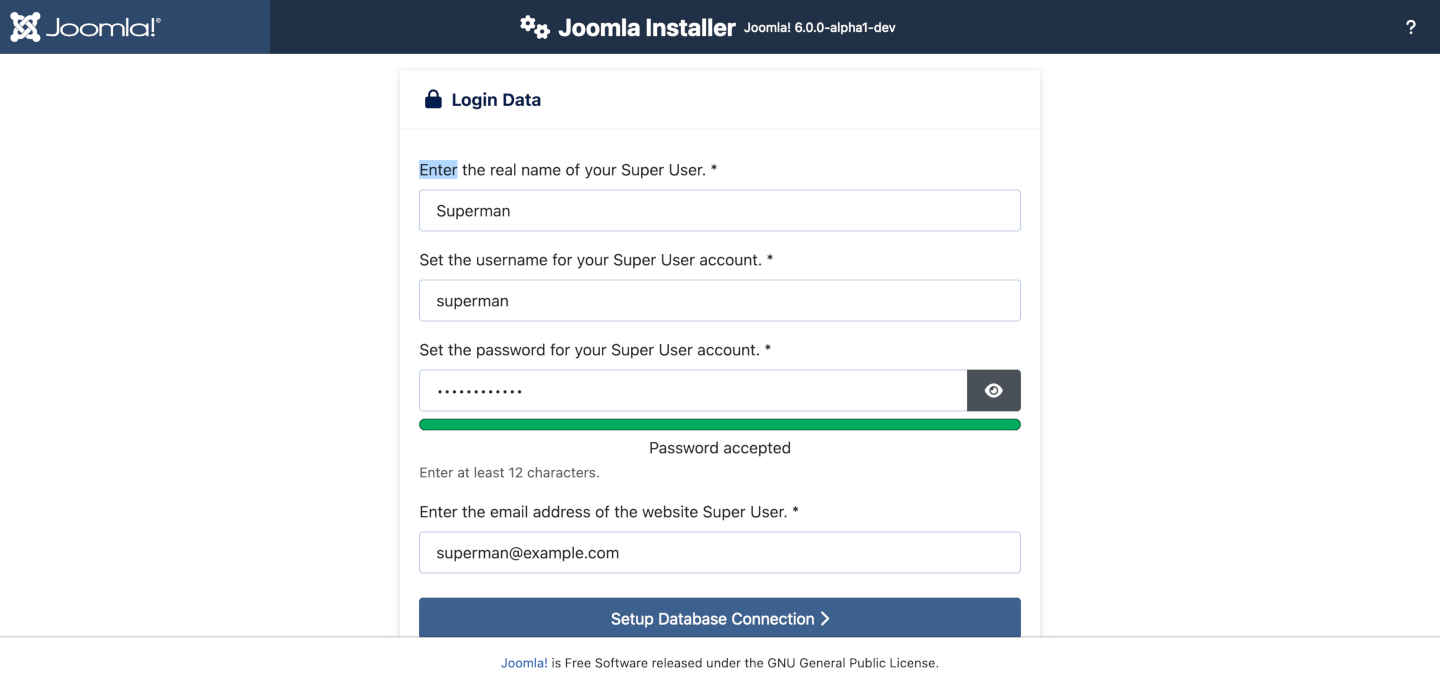 Joomla!®
Joomla Installer Joomla! 6.0.0-alpha1-dev
?
Login Data
Enter the real name of your Super User. *
Superman
Set the username for your Super User account. *
superman
Set the password for your Super User account. *
••••••••••••
Password accepted
Enter at least 12 characters.
Enter the email address of the website Super User. *
superman@example.com
Setup Database Connection
Joomla! is Free Software released under the GNU General Public License.